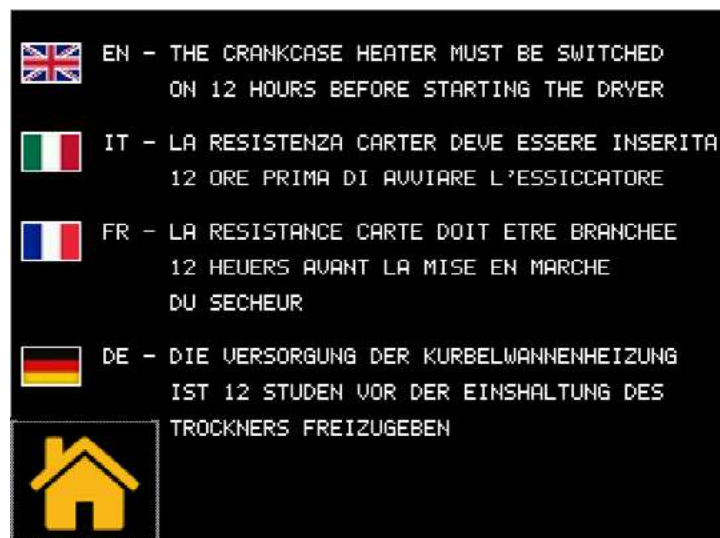 EN - THE CRANKCASE HEATER MUST BE SWITCHED
ON 12 HOURS BEFORE STARTING THE DRYER
IT - LA RESISTENZA CARTER DEVE ESSERE INSERITA
12 ORE PRIMA DI AVVIARE L'ESSICCATORE
FR - LA RESISTANCE CARTE DOIT ETRE BRANCHEE
12 HEUERS AVANT LA MISE EN MARCHE
DU SECHEUR
DE - DIE VERSORGUNG DER KURBELWANNENHEIZUNG
IST 12 STUDEN VOR DER EINSHALTUNG DES
TROCKNERS FREIZUGEBEN